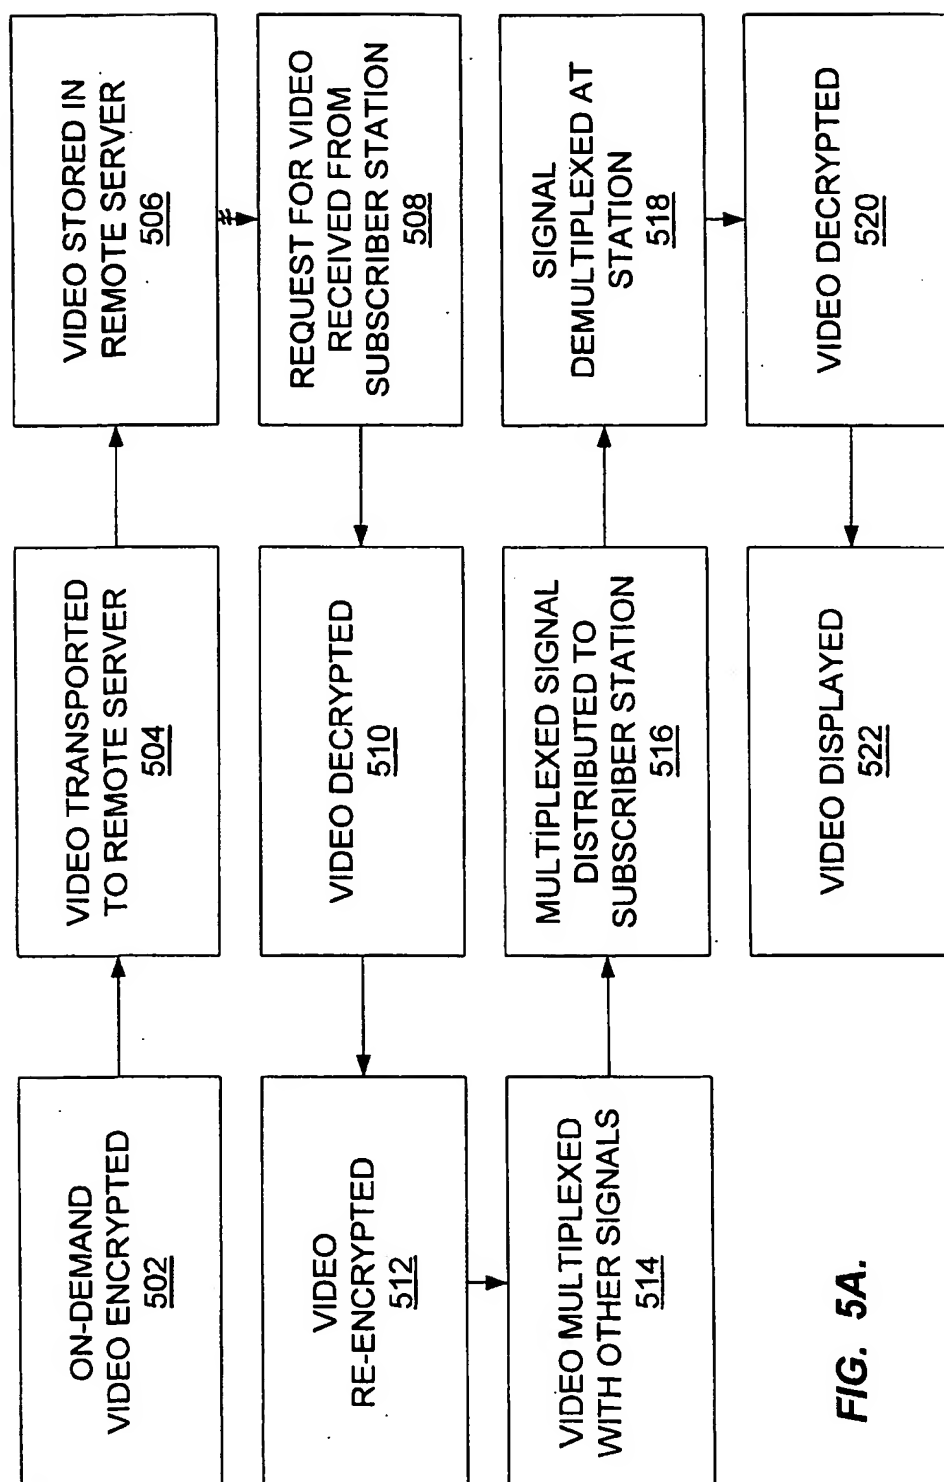 ON-DEMAND
VIDEO ENCRYPTED
502
VIDEO TRANSPORTED
TO REMOTE SERVER
504
VIDEO STORED IN
REMOTE SERVER
506
REQUEST FOR VIDEO
RECEIVED FROM
SUBSCRIBER STATION
508
VIDEO DECRYPTED
510
VIDEO
RE-ENCRYPTED
512
VIDEO MULTIPLEXED
WITH OTHER SIGNALS
514
MULTIPLEXED SIGNAL
DISTRIBUTED TO
SUBSCRIBER STATION
516
SIGNAL
DEMULTIPLEXED AT
STATION
518
VIDEO DECRYPTED
520
VIDEO DISPLAYED
522
FIG. 5A.